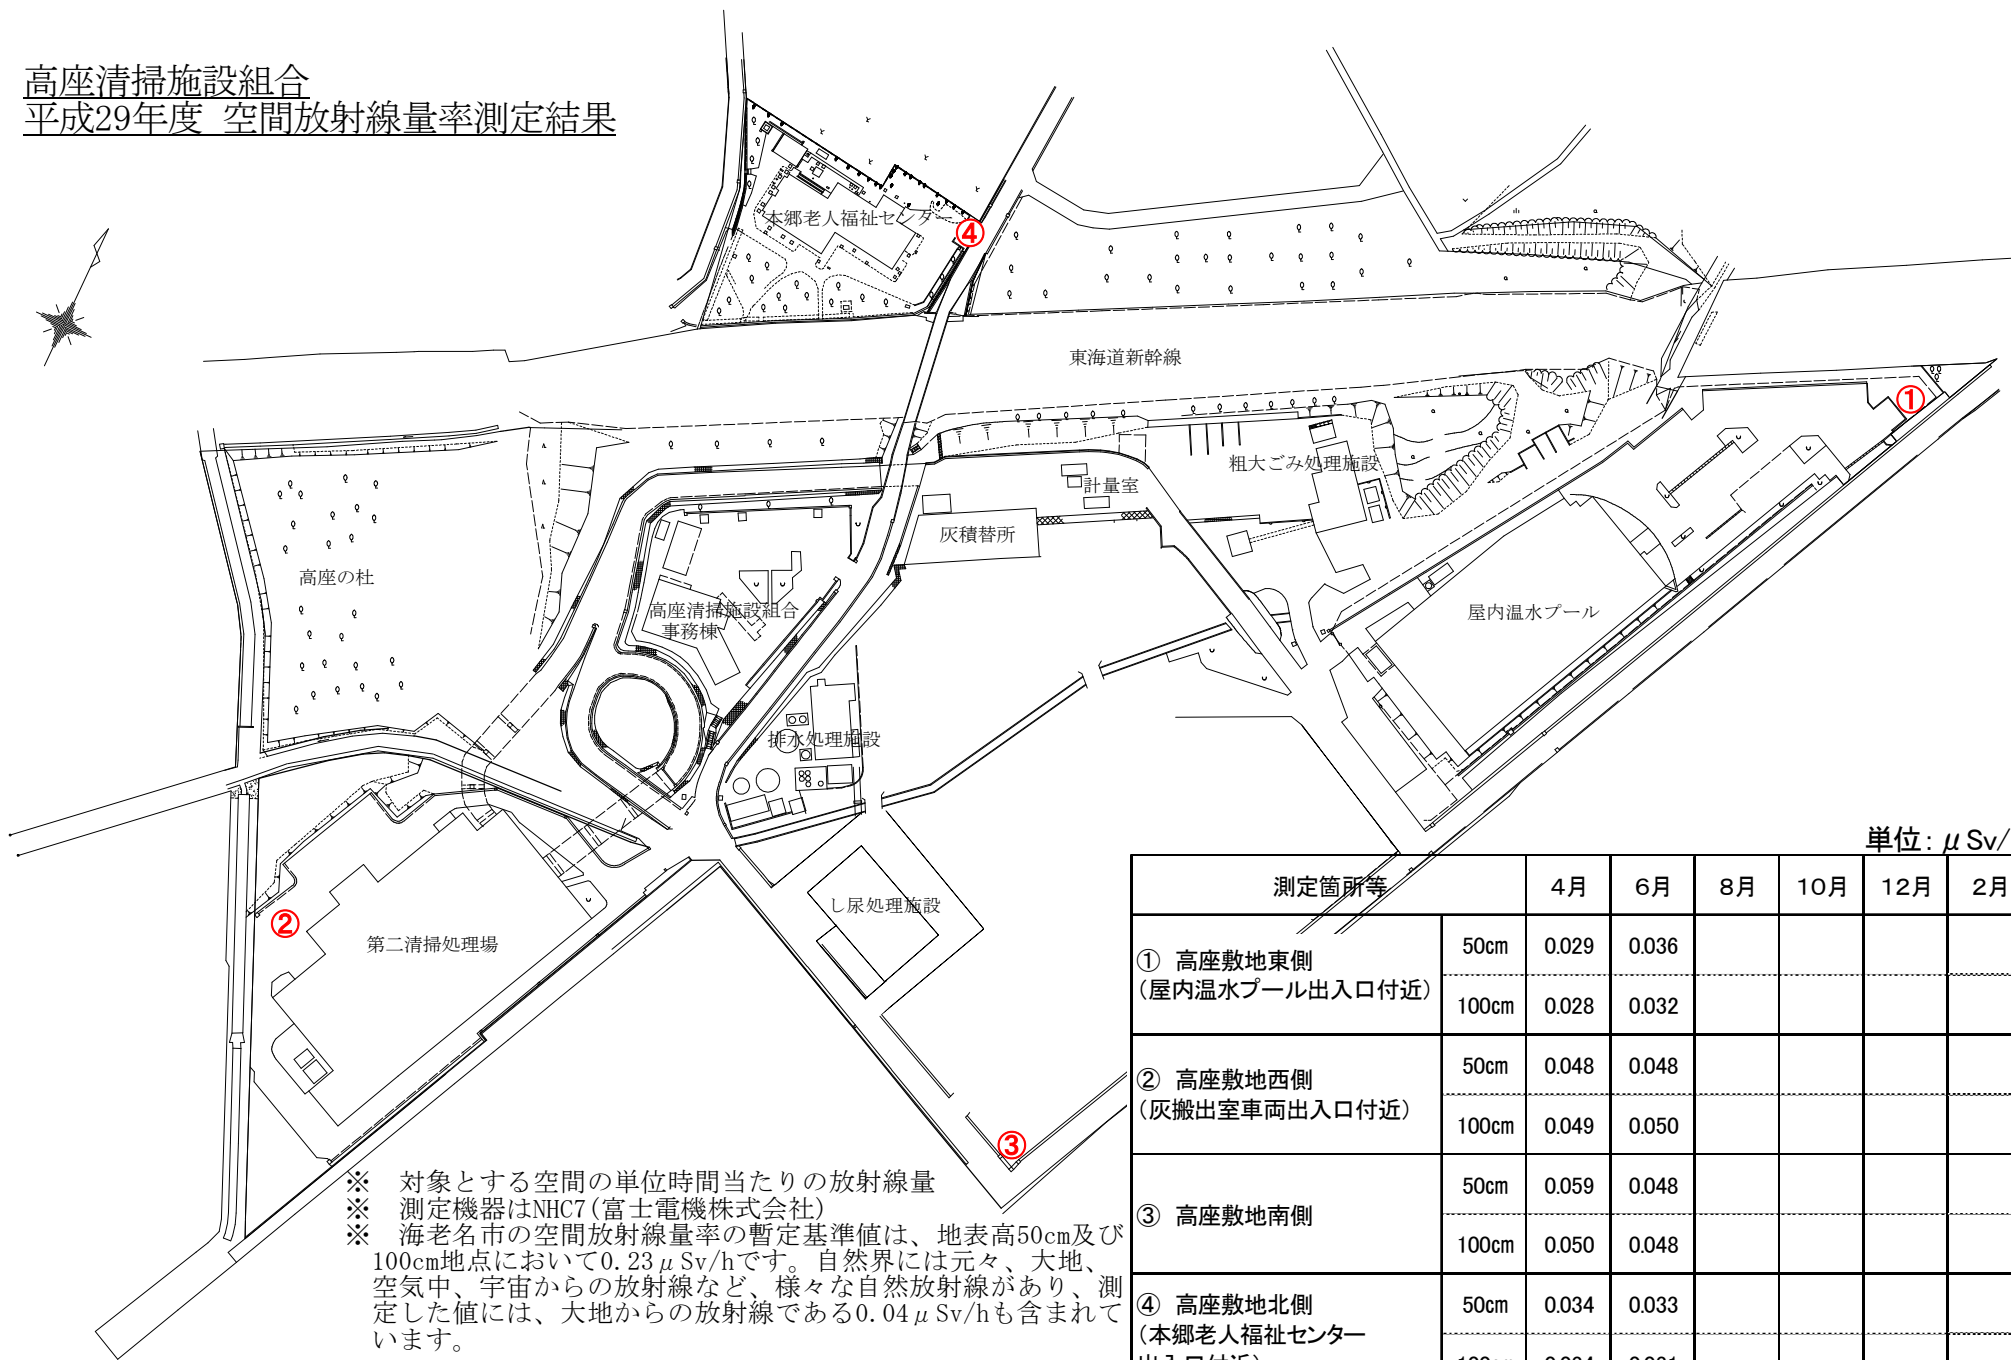 高座清掃施設組合
平成29年度 空間放射線量率測定結果
本郷老人福祉センター
④
東海道新幹線
①
粗大ごみ処理施設
計量室
灰積替所
高座の杜
高座清掃施設組合
事務棟
屋内温水プール
排水処理施設
し尿処理施設
②
第二清掃処理場
③
※ 対象とする空間の単位時間当たりの放射線量
※ 測定機器はNHC7(富士電機株式会社)
※ 海老名市の空間放射線量率の暫定基準値は、地表高50cm及び
100cm地点において0.23μSv/hです。自然界には元々、大地、
空気中、宇宙からの放射線など、様々な自然放射線があり、測
定した値には、大地からの放射線である0.04μSv/hも含まれて
います。
単位：μSv/
測定箇所等 4月 6月 8月 10月 12月 2月
① 高座敷地東側
（屋内温水プール出入口付近）
50cm 0.029 0.036
100cm 0.028 0.032
② 高座敷地西側
（灰搬出室車両出入口付近）
50cm 0.048 0.048
100cm 0.049 0.050
③ 高座敷地南側
50cm 0.059 0.048
100cm 0.050 0.048
④ 高座敷地北側
（本郷老人福祉センター
50cm 0.034 0.033